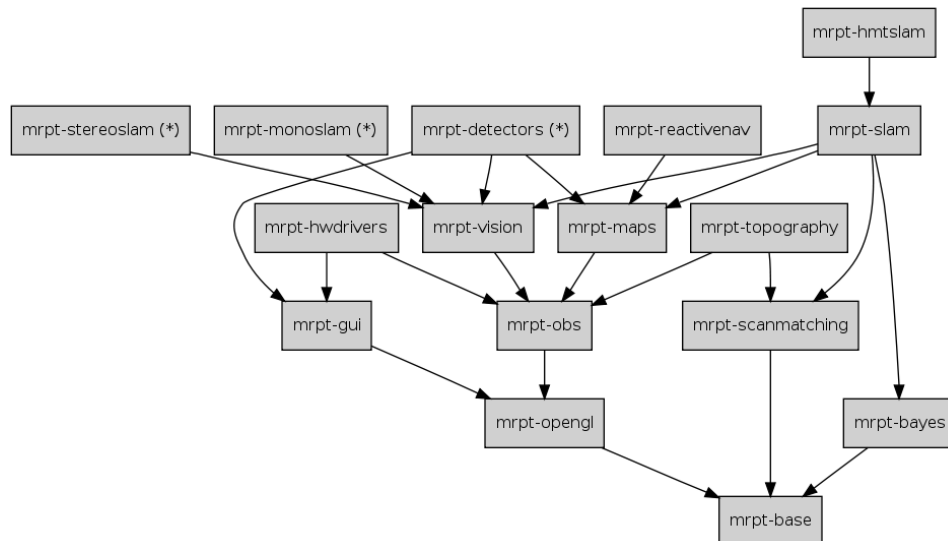 mrpt-hmtslam
mrpt-stereoslam (*)
mrpt-monoslam (*)
mrpt-detectors (*)
mrpt-reactivenav
mrpt-slam
mrpt-hwdrivers
mrpt-vision
mrpt-maps
mrpt-topography
mrpt-gui
mrpt-obs
mrpt-scanmatching
mrpt-opengl
mrpt-bayes
mrpt-base